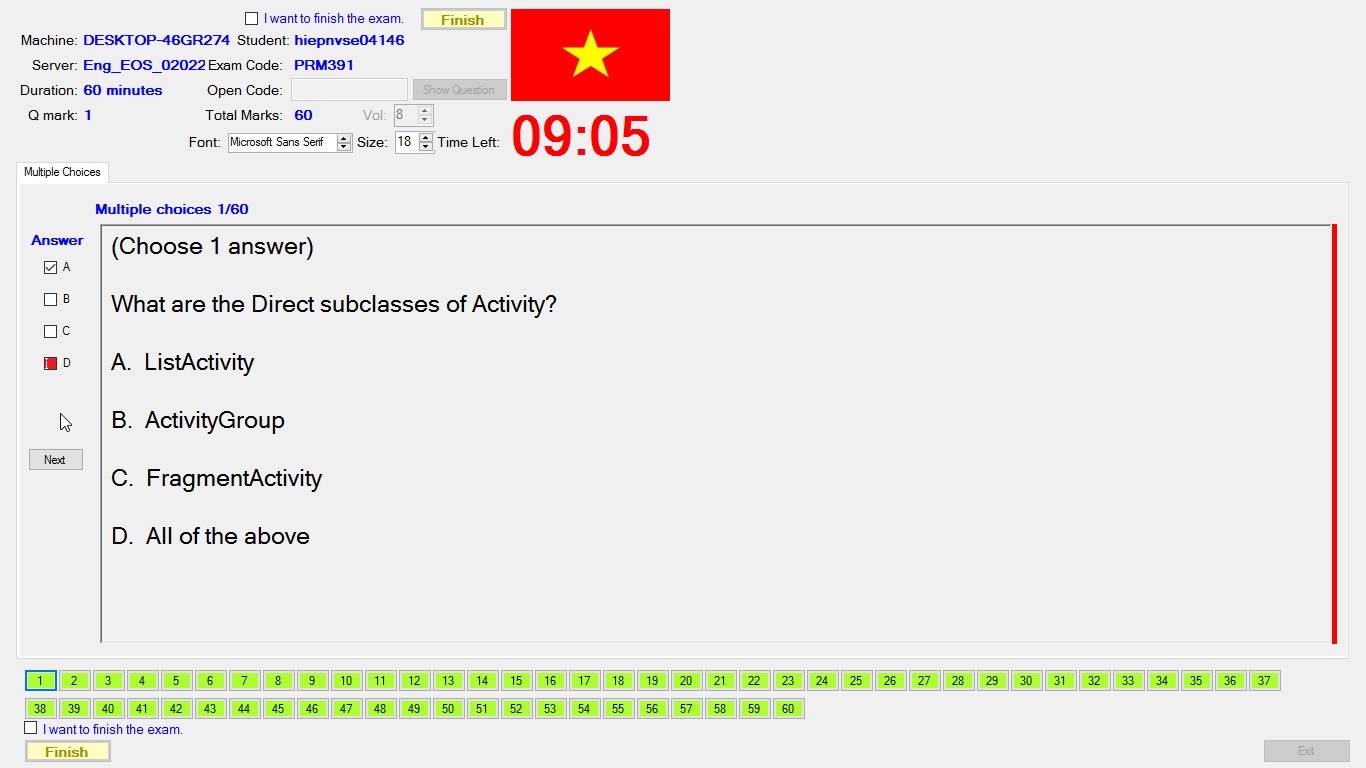 I want to finish the exam. Finish
Machine: DESKTOP-46GR274 Student: hiepnvse04146
Server: Eng_EOS_02022 Exam Code: PRM391
Duration: 60 minutes Open Code: Show Question
Q mark: 1 Total Marks: 60 Vol: 8
Font: Microsoft Sans Serif Size: 18 Time Left: 09:05
Multiple Choices
Multiple choices 1/60
Answer
A
B
C
D
Next
(Choose 1 answer)
What are the Direct subclasses of Activity?
A. ListActivity
B. ActivityGroup
C. FragmentActivity
D. All of the above
1 2 3 4 5 6 7 8 9 10 11 12 13 14 15 16 17 18 19 20 21 22 23 24 25 26 27 28 29 30 31 32 33 34 35 36 37
38 39 40 41 42 43 44 45 46 47 48 49 50 51 52 53 54 55 56 57 58 59 60
I want to finish the exam.
Finish Exit